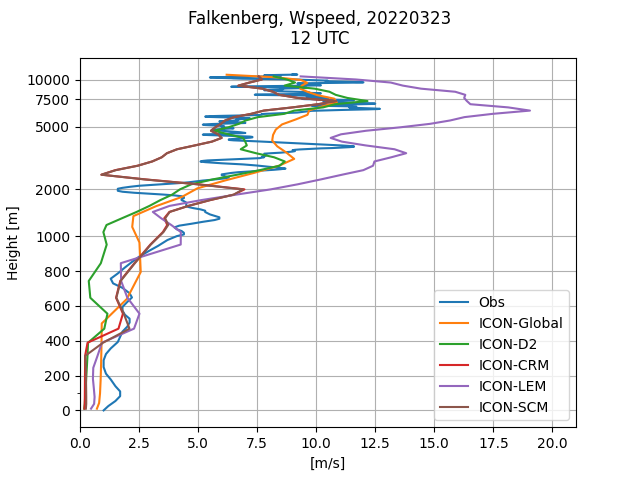 Falkenberg, Wspeed, 20220323
12 UTC
Height [m]
10000
7500
5000
2000
1000
800
600
400
200
0
Obs
ICON-Global
ICON-D2
ICON-CRM
ICON-LEM
ICON-SCM
0.0 2.5 5.0 7.5 10.0 12.5 15.0 17.5 20.0
[m/s]